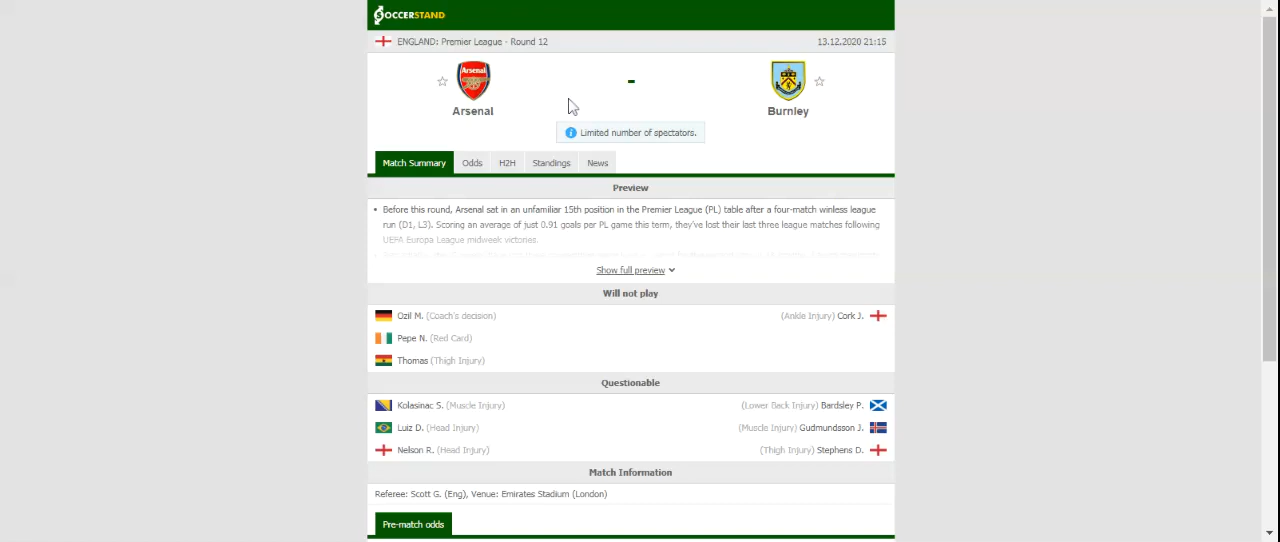 SOCCERSTAND
ENGLAND: Premier League - Round 12 13.12.2020 21:15
Arsenal
-
Arsenal Burnley
Limited number of spectators.
Match Summary Odds H2H Standings News
Preview
• Before this round, Arsenal sat in an unfamiliar 15th position in the Premier League (PL) table after a four-match winless league
run (D1, L3). Scoring an average of just 0.91 goals per PL game this term, they've lost their last three league matches following
UEFA Europa League midweek victories.
Show full preview
Will not play
Ozil M. (Coach's decision) (Ankle Injury) Cork J.
Pepe N. (Red Card)
Thomas (Thigh Injury)
Questionable
Kolasinac S. (Muscle Injury) (Lower Back Injury) Bardsley P.
Luiz D. (Head Injury) (Muscle Injury) Gudmundsson J.
Nelson R. (Head Injury) (Thigh Injury) Stephens D.
Match Information
Referee: Scott G. (Eng), Venue: Emirates Stadium (London)
Pre-match odds